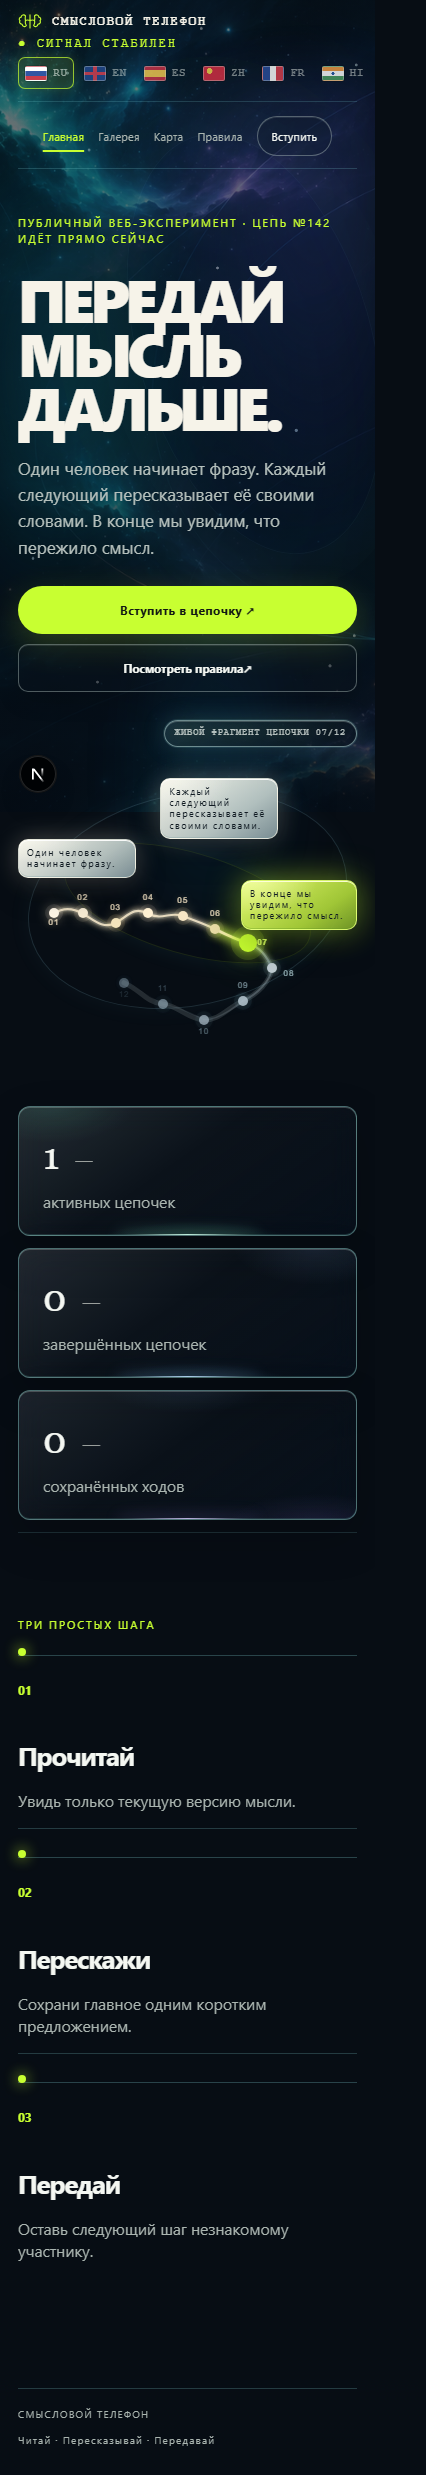 СМЫСЛОВОЙ ТЕЛЕФОН
СИГНАЛ СТАБИЛЕН
RU EN ES ZH FR HI
Главная Галерея Карта Правила Вступить
ПУБЛИЧНЫЙ ВЕБ-ЭКСПЕРИМЕНТ · ЦЕПЬ №142
ИДЁТ ПРЯМО СЕЙЧАС
ПЕРЕДАЙ
МЫСЛЬ
ДАЛЬШЕ.
Один человек начинает фразу. Каждый
следующий пересказывает её своими
словами. В конце мы увидим, что
пережило смысл.
Вступить в цепочку ↗
Посмотреть правила↗
ЖИВОЙ ФРАГМЕНТ ЦЕПОЧКИ 07/12
N
Каждый
следующий
пересказывает её
своими словами.
Один человек
начинает фразу.
В конце мы
увидим, что
пережило смысл.
01
02
03
04
05
06
07
08
09
10
11
12
1 —
активных цепочек
0 —
завершённых цепочек
0 —
сохранённых ходов
ТРИ ПРОСТЫХ ШАГА
01
Прочитай
Увидь только текущую версию мысли.
02
Перескажи
Сохрани главное одним коротким
предложением.
03
Передай
Оставь следующий шаг незнакомому
участнику.
СМЫСЛОВОЙ ТЕЛЕФОН
Читай · Пересказывай · Передавай